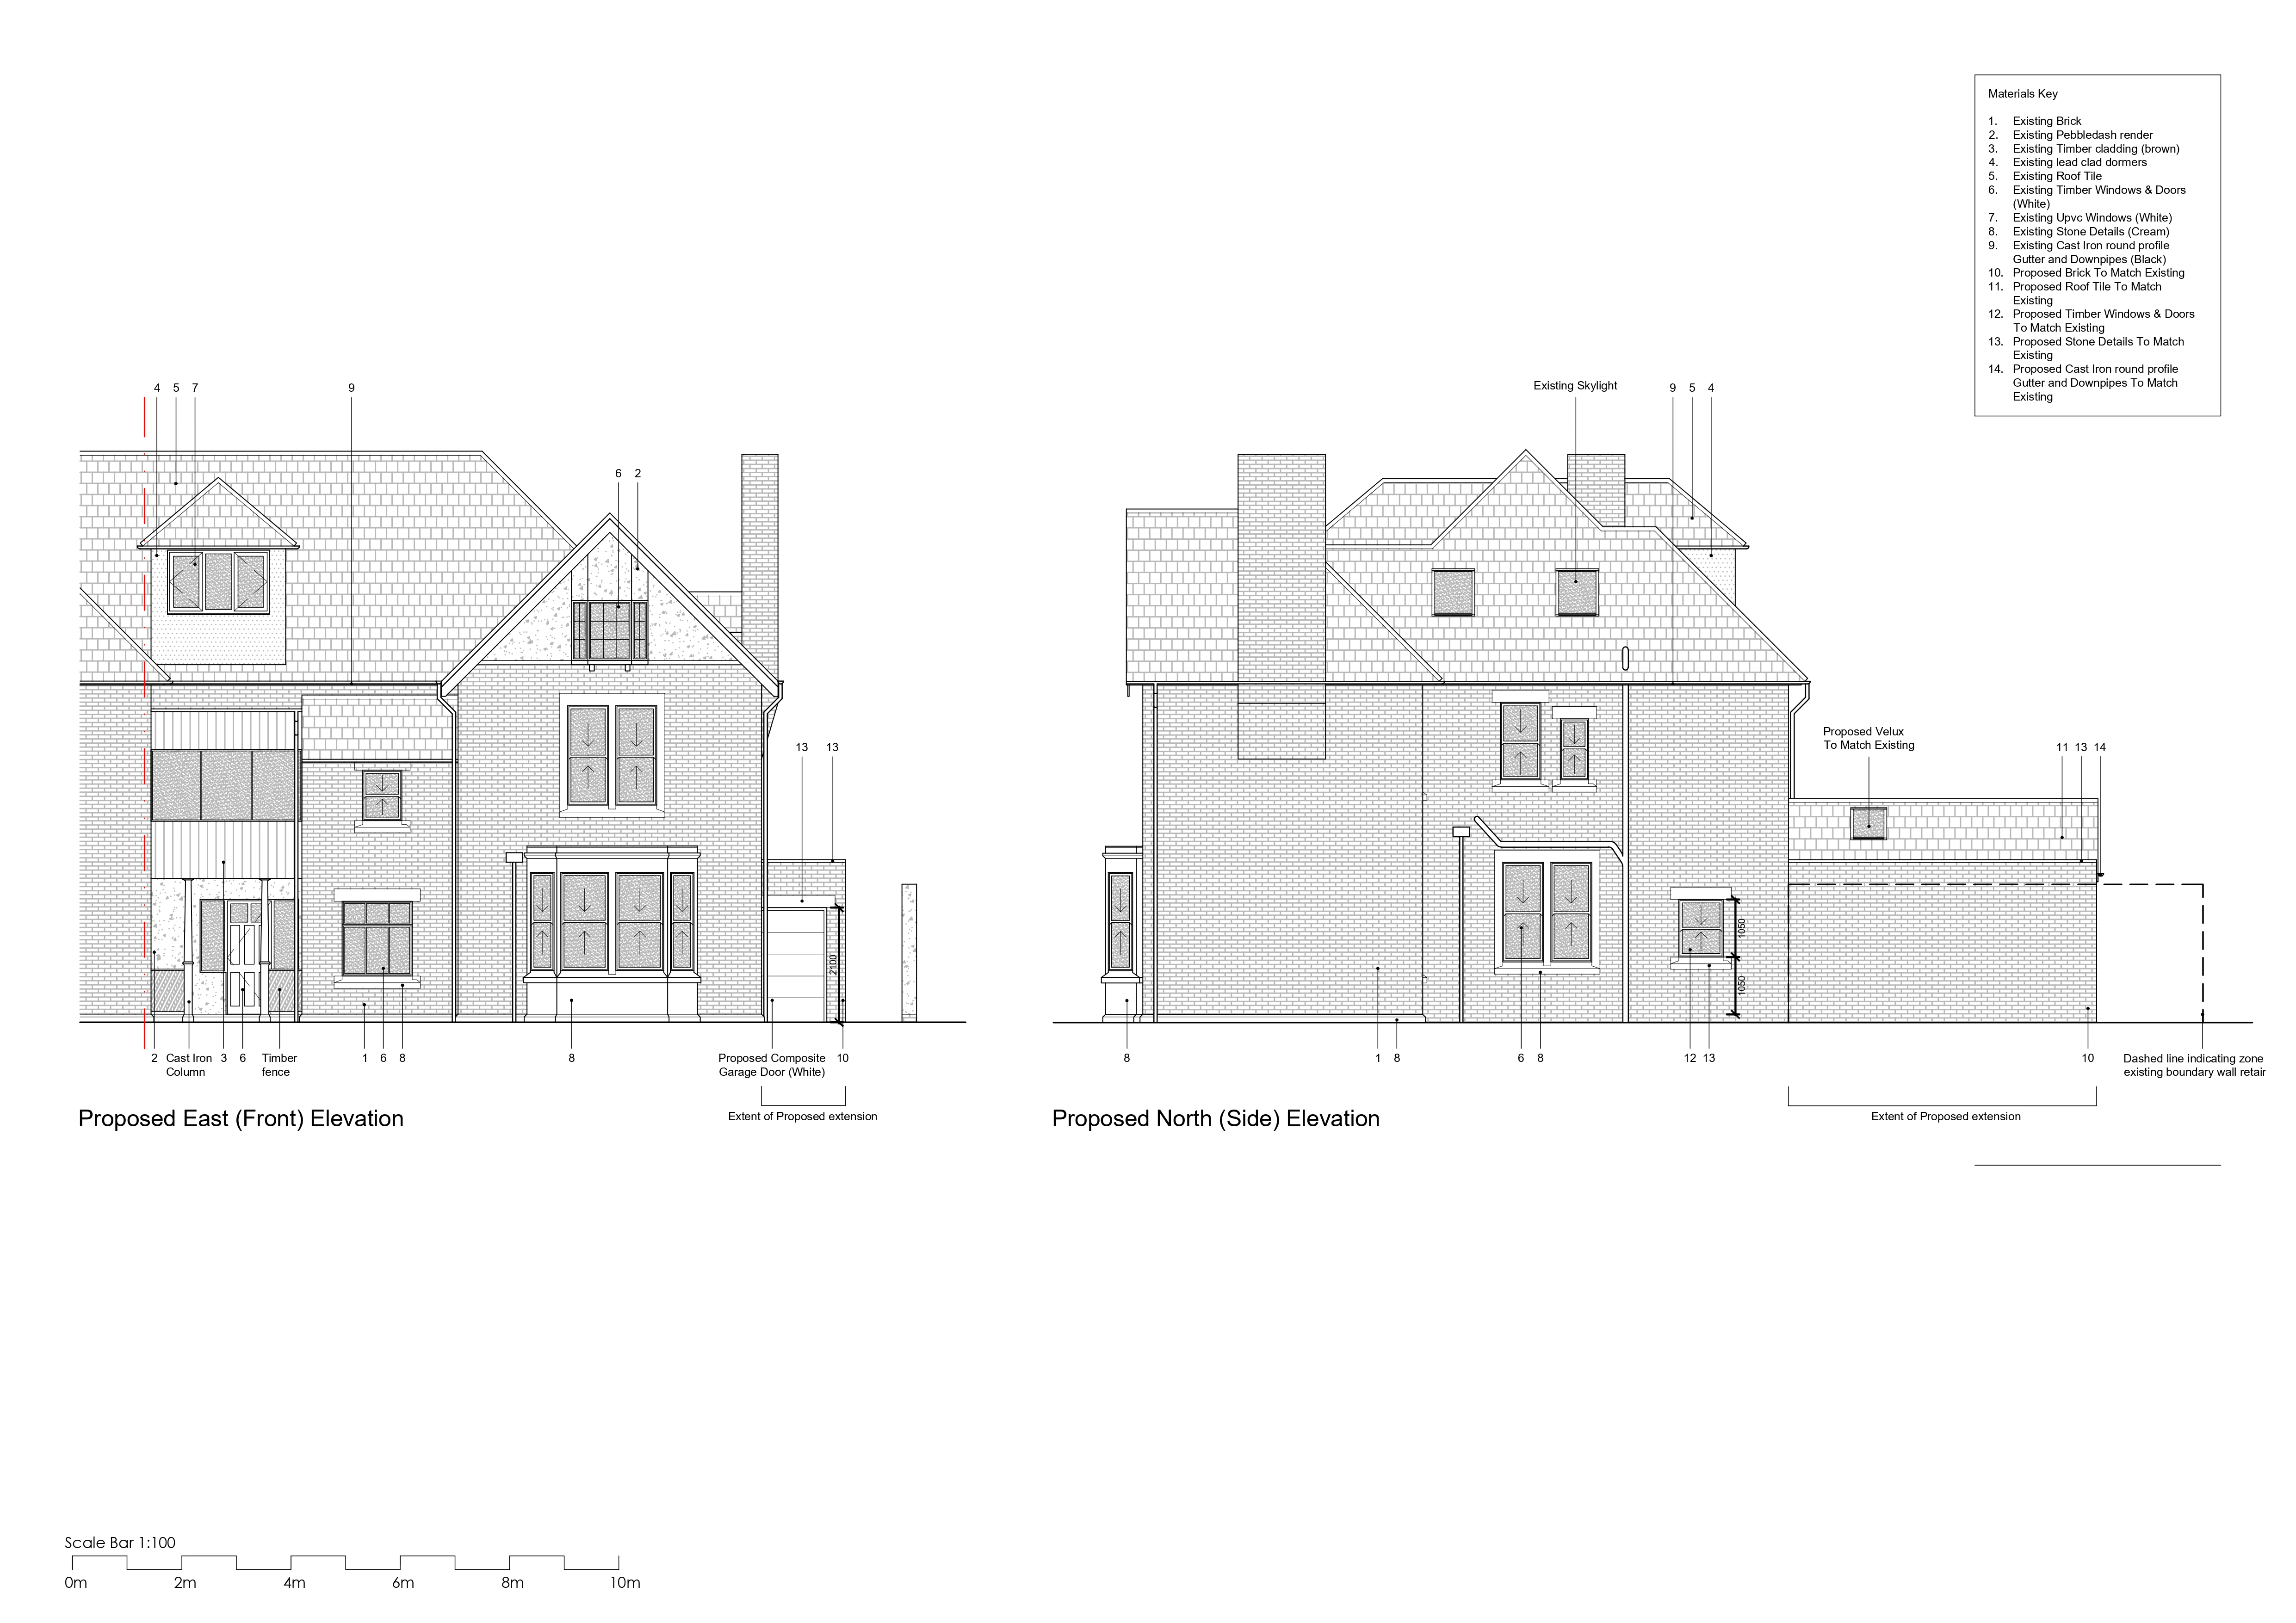 Materials Key
1. Existing Brick
2. Existing Pebbledash render
3. Existing Timber cladding (brown)
4. Existing lead clad dormers
5. Existing Roof Tile
6. Existing Timber Windows & Doors
(White)
7. Existing Upvc Windows (White)
8. Existing Stone Details (Cream)
9. Existing Cast Iron round profile
Gutter and Downpipes (Black)
10. Proposed Brick To Match Existing
11. Proposed Roof Tile To Match
Existing
12. Proposed Timber Windows & Doors
To Match Existing
13. Proposed Stone Details To Match
Existing
14. Proposed Cast Iron round profile
Gutter and Downpipes To Match
Existing
4 5 7 9
6 2
13 13
2100
2 Cast Iron Column 3 6 Timber fence 1 6 8 8 Proposed Composite Garage Door (White) 10
Extent of Proposed extension
Proposed East (Front) Elevation
Existing Skylight 9 5 4
Proposed Velux
To Match Existing
11 13 14
1050
1050
8 1 8 6 8 12 13 10
Dashed line indicating zone
existing boundary wall retair
Extent of Proposed extension
Proposed North (Side) Elevation
Scale Bar 1:100
0m 2m 4m 6m 8m 10m